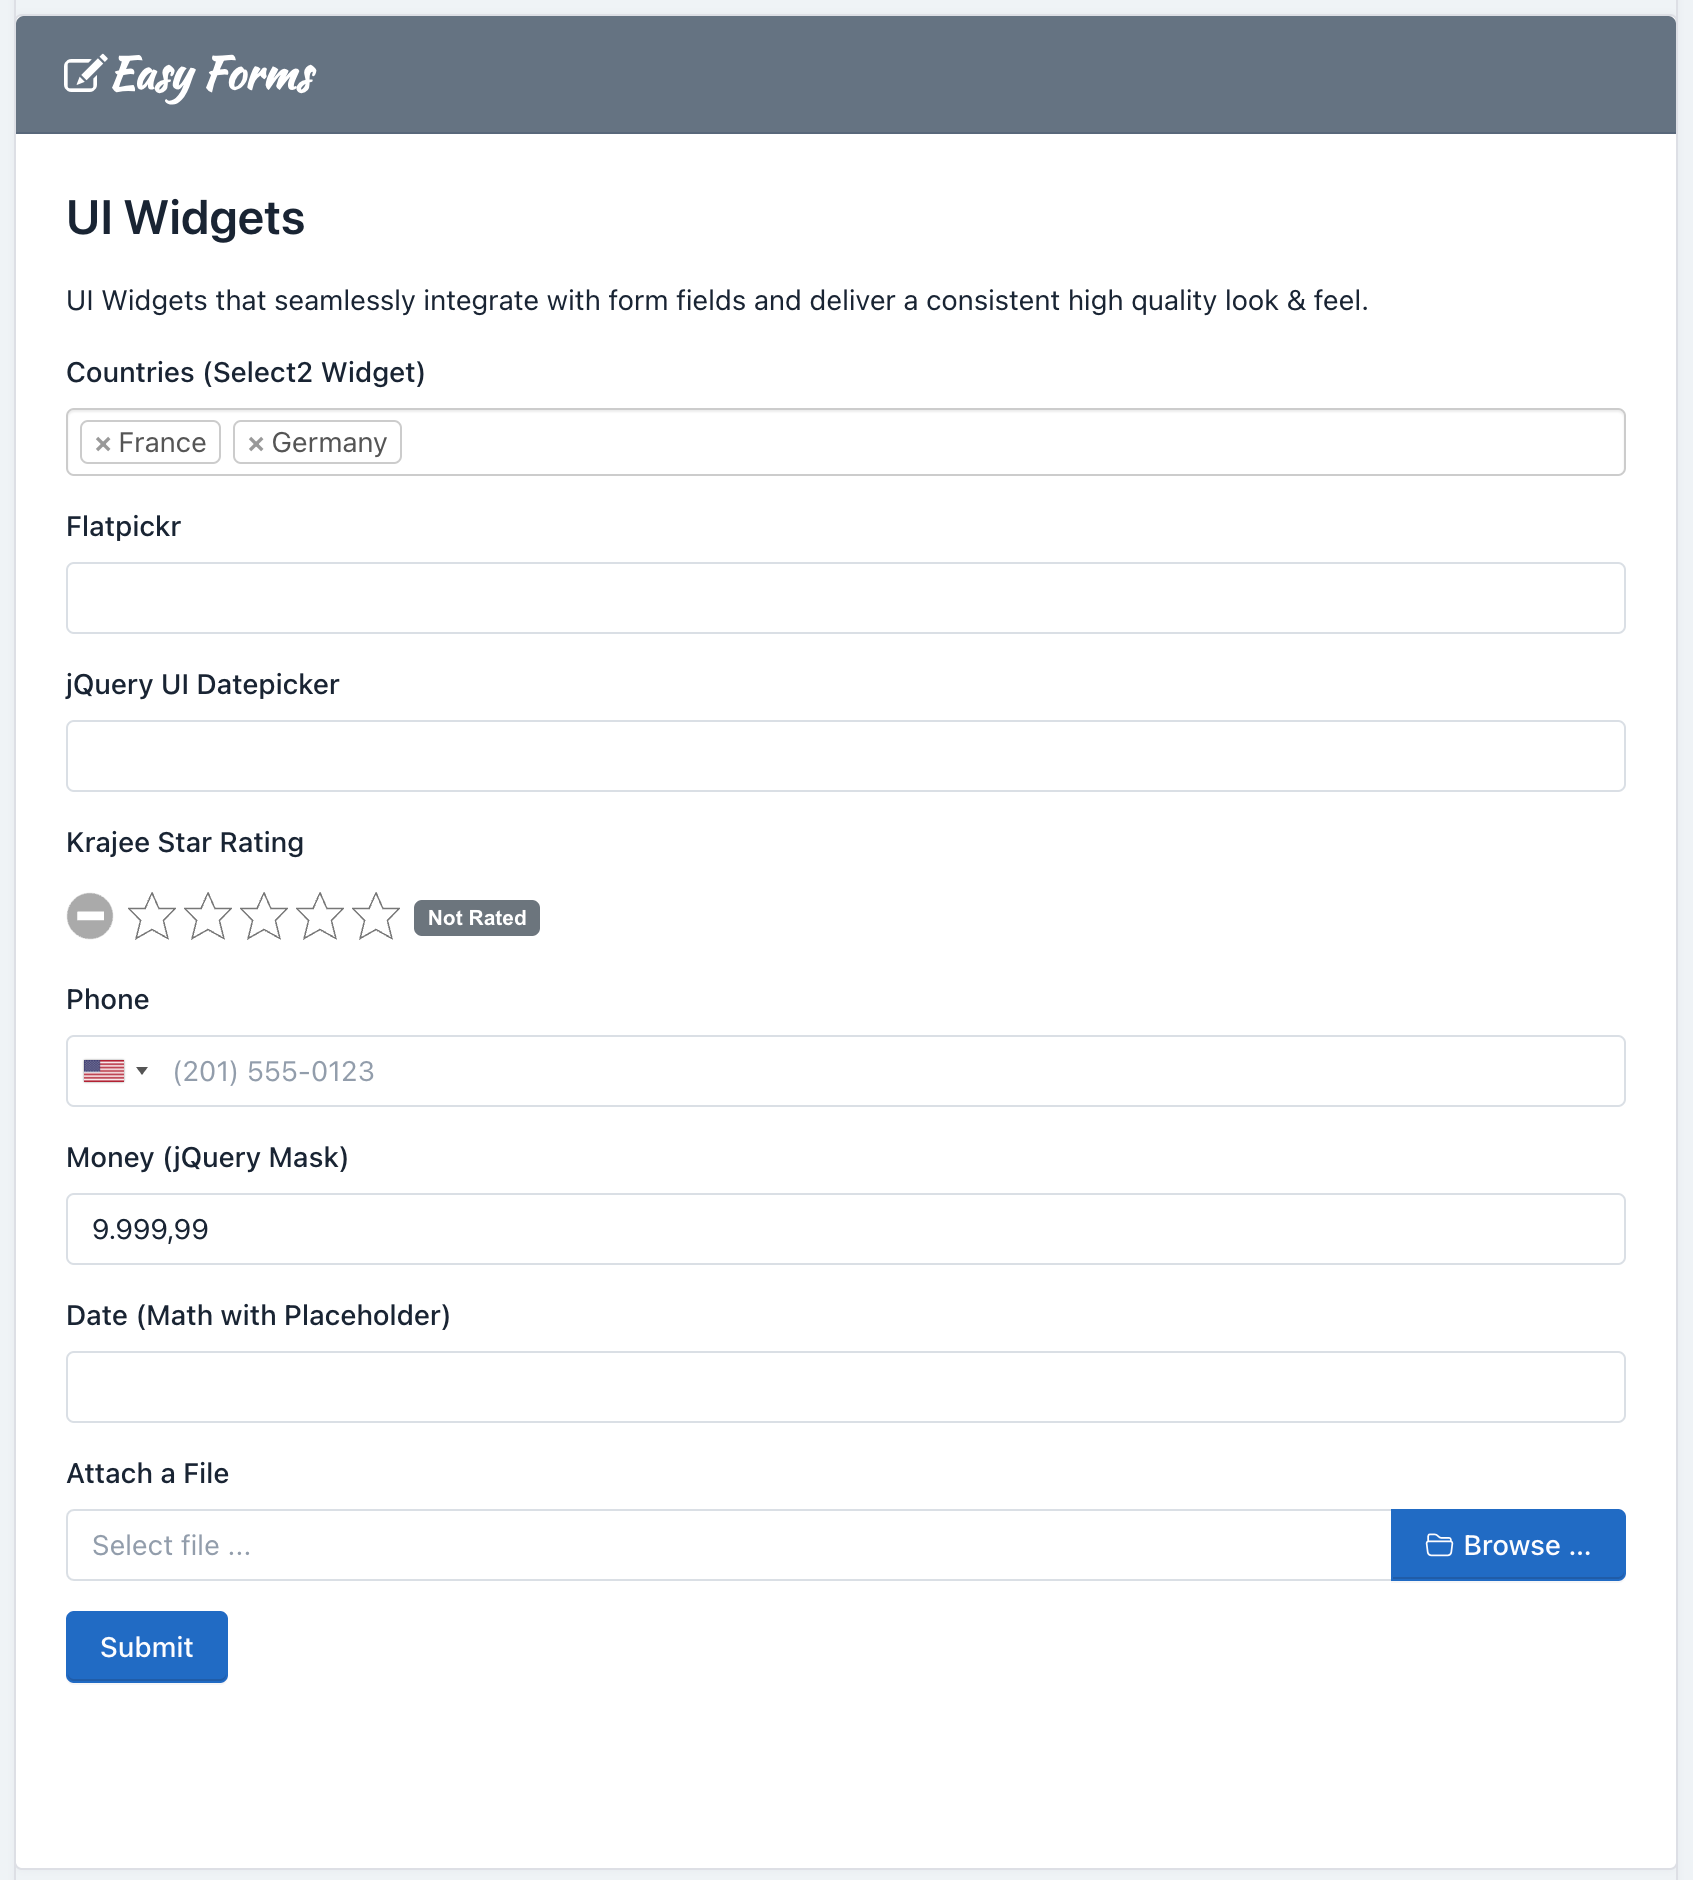 Easy Forms
UI Widgets
UI Widgets that seamlessly integrate with form fields and deliver a consistent high quality look & feel.
Countries (Select2 Widget)
× France × Germany
Flatpickr
jQuery UI Datepicker
Krajee Star Rating
Not Rated
Phone
(201) 555-0123
Money (jQuery Mask)
9.999,99
Date (Math with Placeholder)
Attach a File
Select file ... Browse ...
Submit